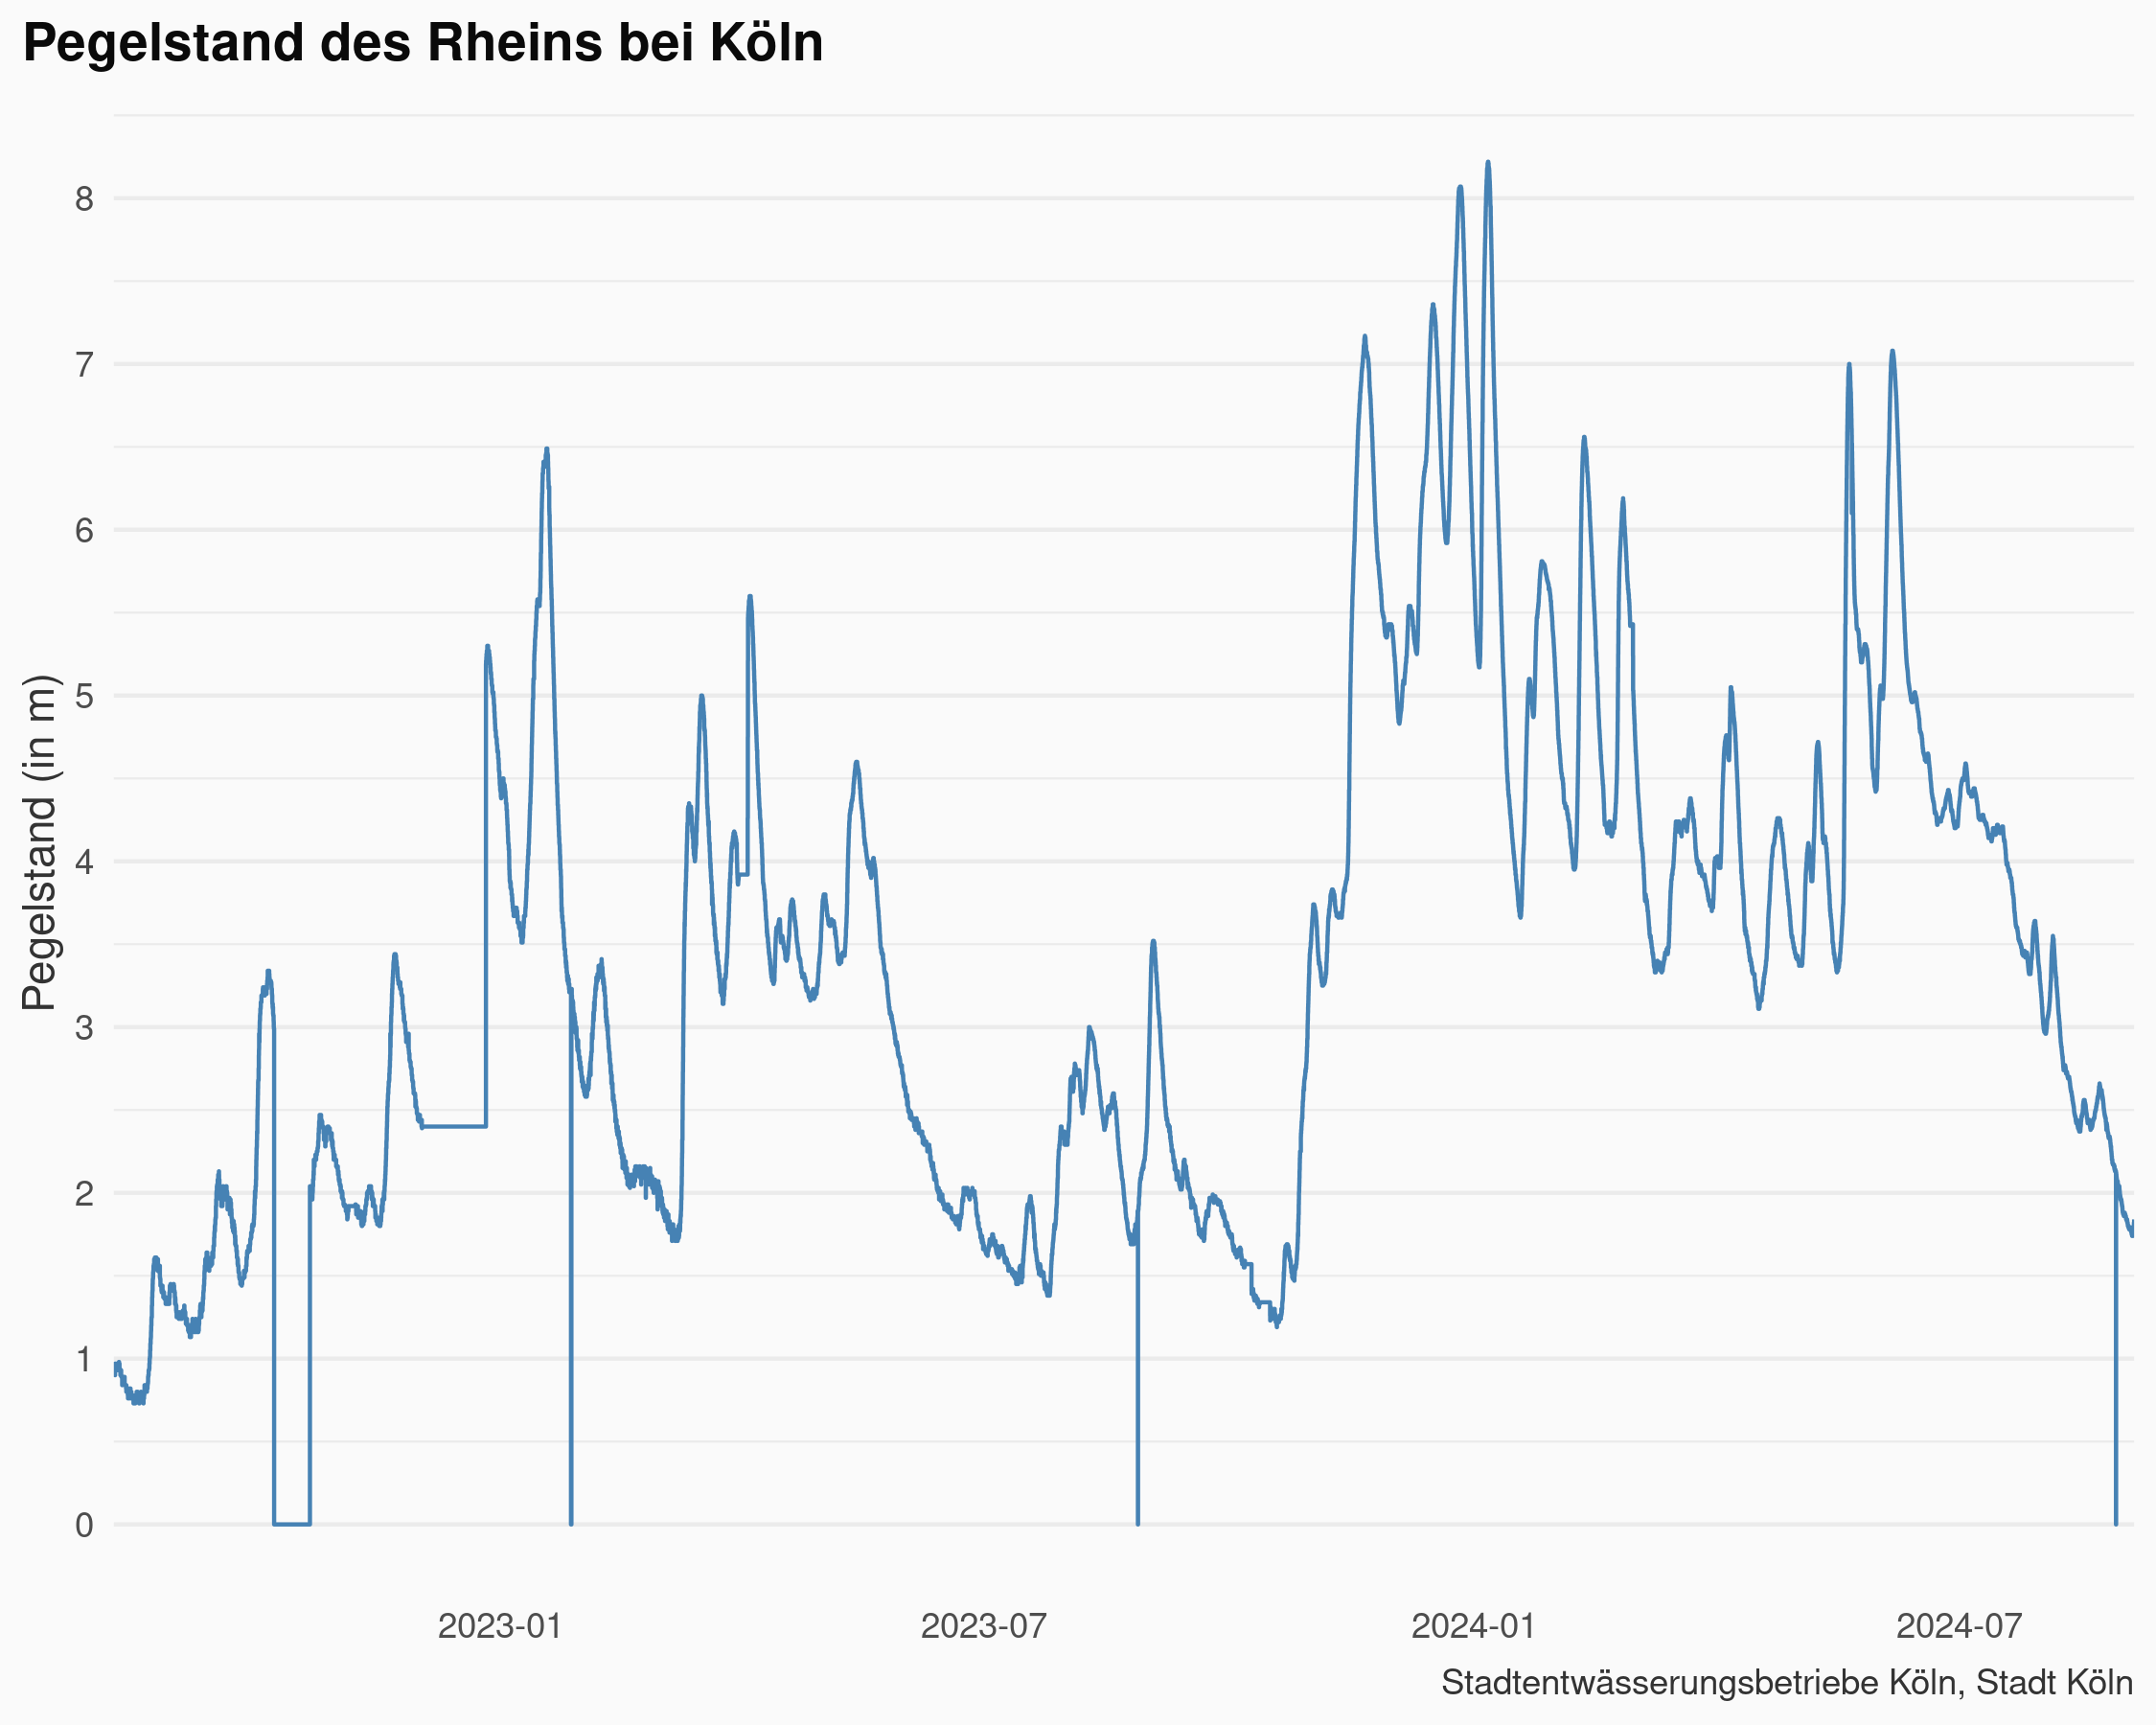 Pegelstand des Rheins bei Köln
Pegelstand (in m)
8
7
6
5
4
3
2
1
0
2023-01 2023-07 2024-01 2024-07
Stadtentwässerungsbetriebe Köln, Stadt Köln